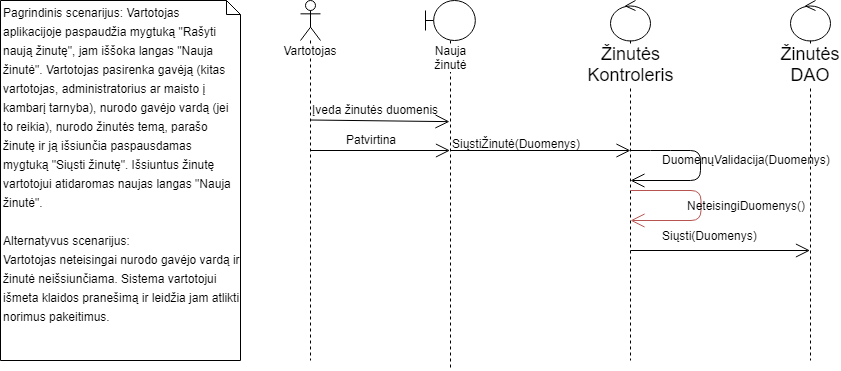 Pagrindinis scenarijus: Vartotojas
aplikacijoje paspaudžia mygtuką "Rašyti
naują žinutę", jam iššoka langas "Nauja
žinutė". Vartotojas pasirenka gavėją (kitas
vartotojas, administratorius ar maisto į
kambarį tarnyba), nurodo gavėjo vardą (jei
to reikia), nurodo žinutės temą, parašo
žinutę ir ją išsiunčia paspausdamas
mygtuką "Siųsti žinutę". Išsiuntus žinutę
vartotojui atidaromas naujas langas "Nauja
žinutė".
Alternatyvus scenarijus:
Vartotojas neteisingai nurodo gavėjo vardą ir
žinutė neišsiunčiama. Sistema vartotojui
išmeta klaidos pranešimą ir leidžia jam atlikti
norimus pakeitimus.
Vartotojas
Nauja
žinutė
Žinutės
Kontroleris
Žinutės
DAO
Įveda žinutės duomenis
Patvirtina
SiųstiŽinutė(Duomenys)
DuomenųValidacija(Duomenys)
NeteisingiDuomenys()
Siųsti(Duomenys)